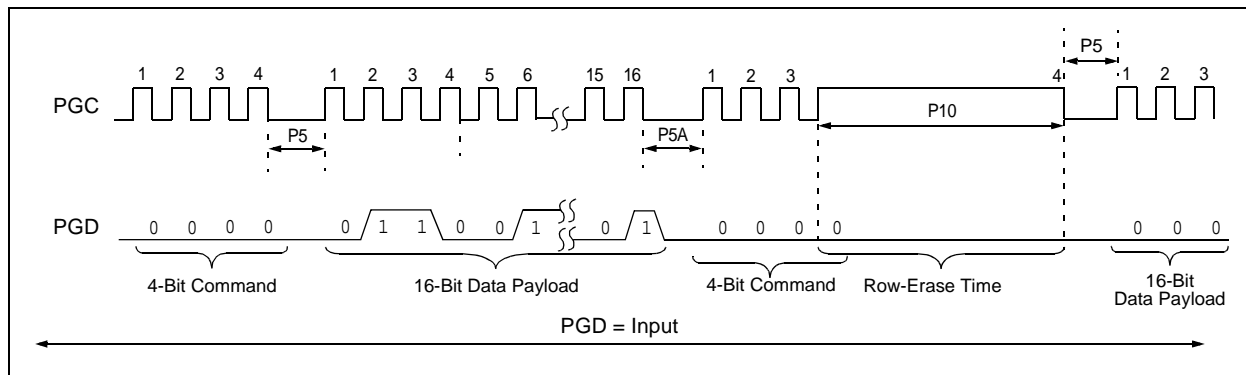 P5
1 2 3 4 1 2 3 4 5 6 15 16 1 2 3 4 1 2 3
PGC
P10
P5 P5A
PGD 0 0 0 0 0 1 1 0 0 1 0 1 0 0 0 0 0 0 0
4-Bit Command 16-Bit Data Payload 4-Bit Command Row-Erase Time 16-Bit
Data Payload
PGD = Input